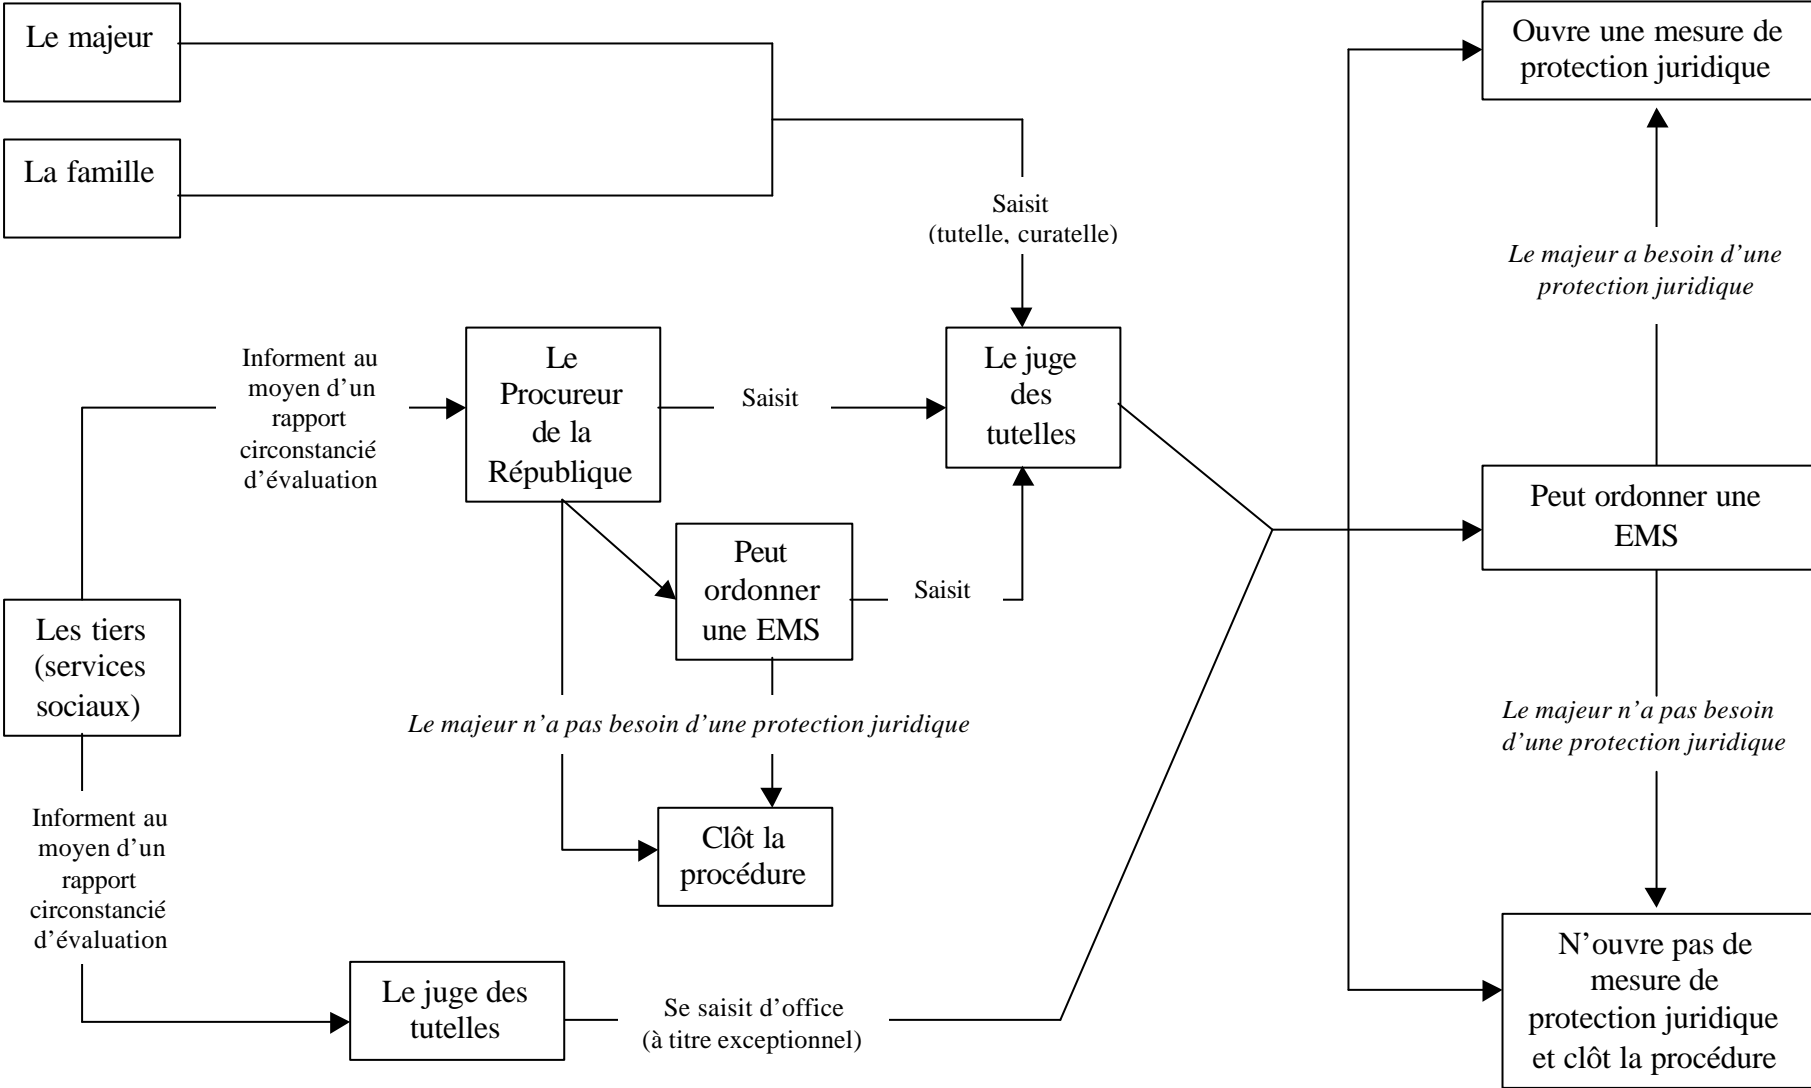 Le majeur
La famille
Saisit
(tutelle, curatelle)
Ouvre une mesure de
protection juridique
Le majeur a besoin d’une
protection juridique
Informent au
moyen d’un
rapport
circonstancié
d’évaluation
Le
Procureur
de la
République
Saisit
Le juge
des
tutelles
Peut ordonner une
EMS
Peut
ordonner
une EMS
Saisit
Les tiers
(services
sociaux)
Le majeur n’a pas besoin d’une protection juridique
Le majeur n’a pas besoin
d’une protection juridique
Clôt la
procédure
Informent au
moyen d’un
rapport
circonstancié
d’évaluation
Le juge des
tutelles
Se saisit d’office
(à titre exceptionnel)
N’ouvre pas de
mesure de
protection juridique
et clôt la procédure